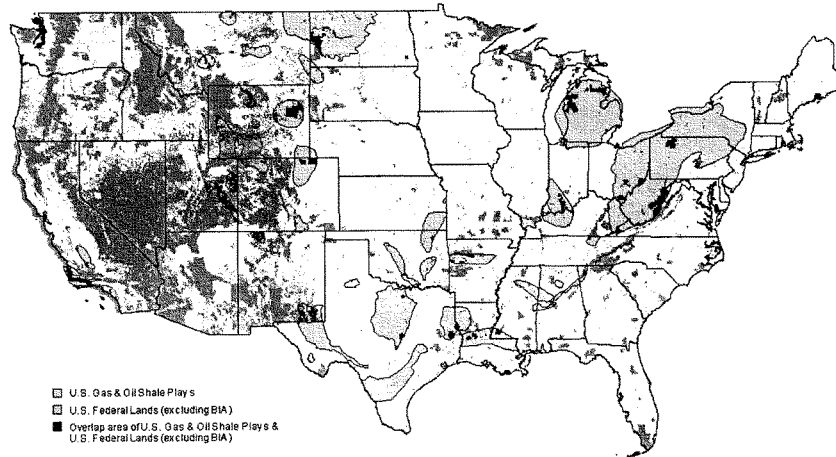 U.S. Gas & Oil Shale Plays
U.S. Federal Lands (excluding BIA)
Overlap area of U.S. Gas & Oil Shale Plays &
U.S. Federal Lands (excluding BIA)